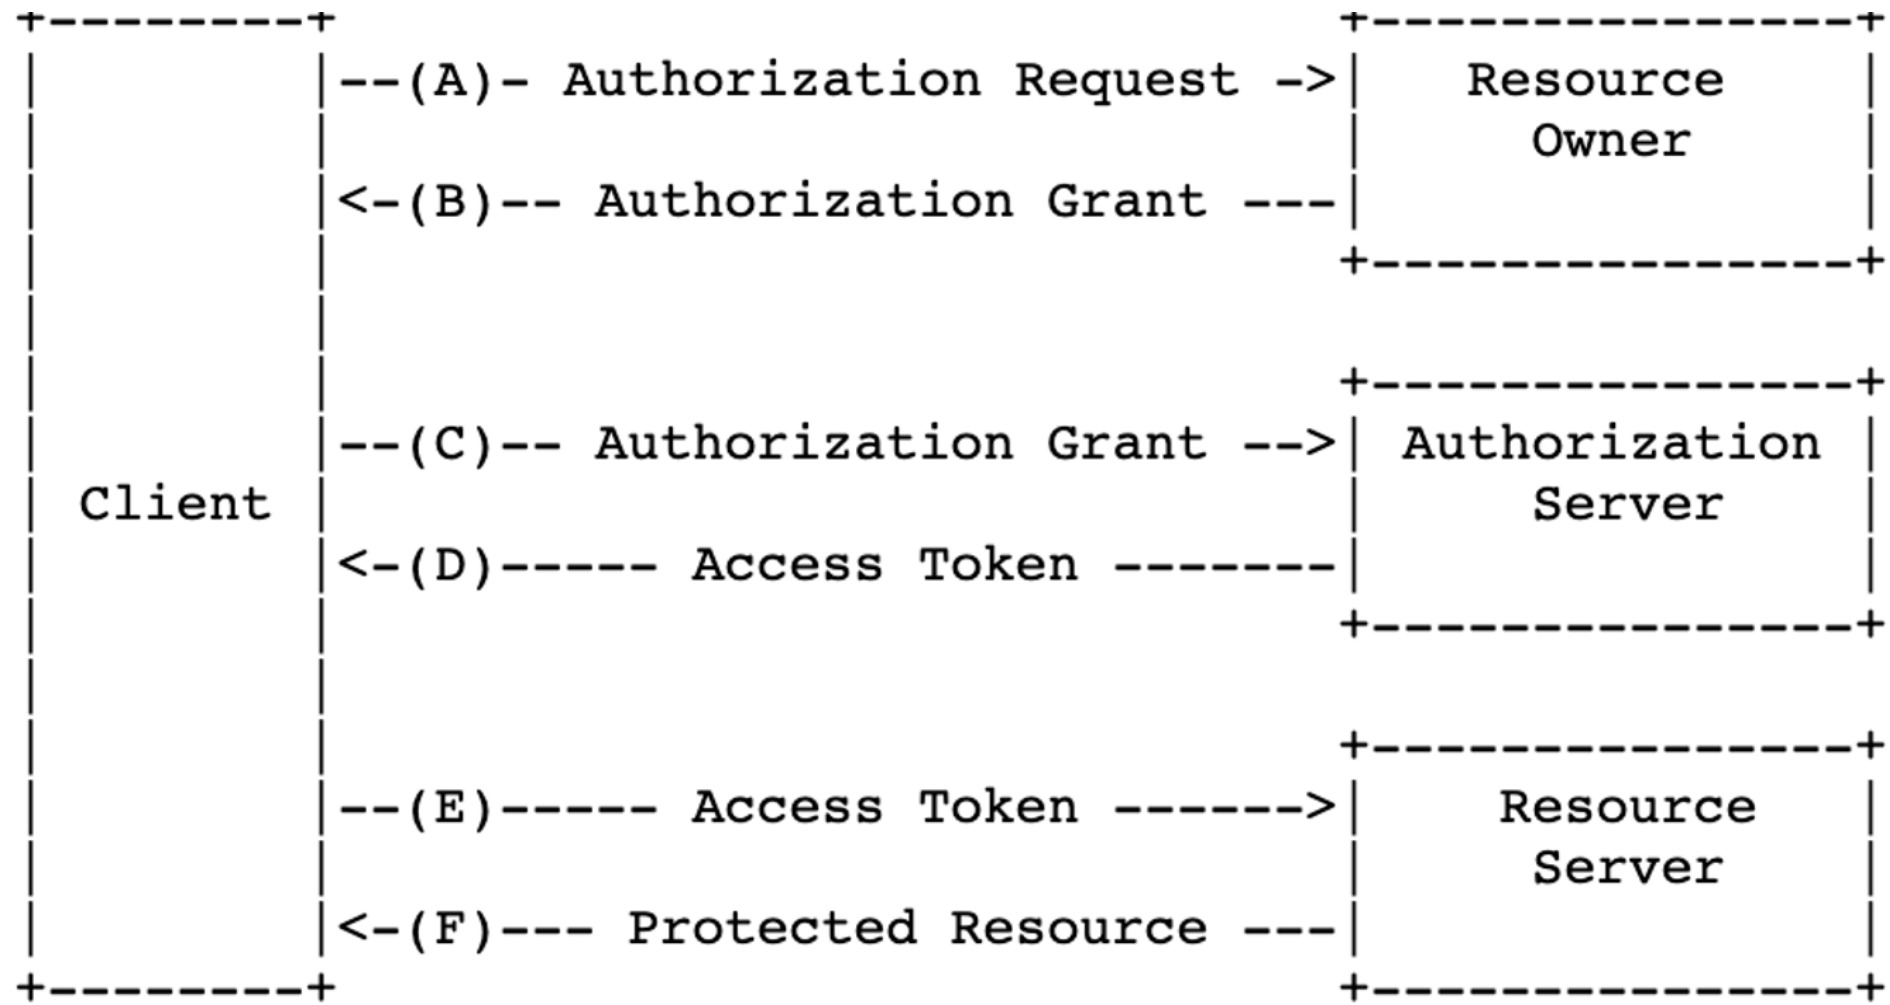 +--------+                               +---------------+
|        |--(A)- Authorization Request ->|   Resource    |
|        |                               |     Owner     |
|        |<-(B)-- Authorization Grant ---|               |
|        |                               +---------------+
|        |
|        |                               +---------------+
|        |--(C)-- Authorization Grant -->| Authorization |
| Client |                               |     Server    |
|        |<-(D)----- Access Token -------|               |
|        |                               +---------------+
|        |
|        |                               +---------------+
|        |--(E)----- Access Token ------>|    Resource   |
|        |                               |     Server    |
|        |<-(F)--- Protected Resource ---|               |
+--------+                               +---------------+